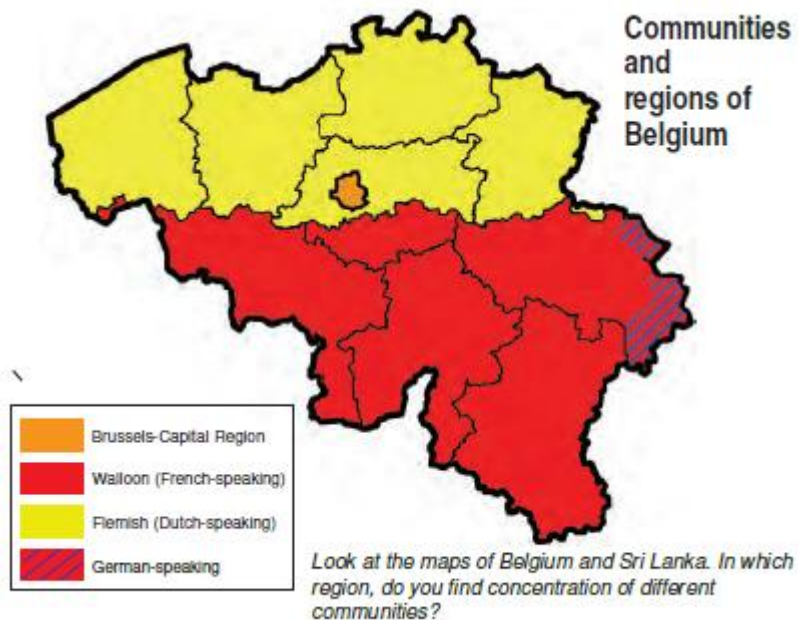 Communities
and
regions of
Belgium
Brussels-Capital Region
Walloon (French-speaking)
Flemish (Dutch-speaking)
German-speaking
Look at the maps of Belgium and Sri Lanka. In which
region, do you find concentration of different
communities?